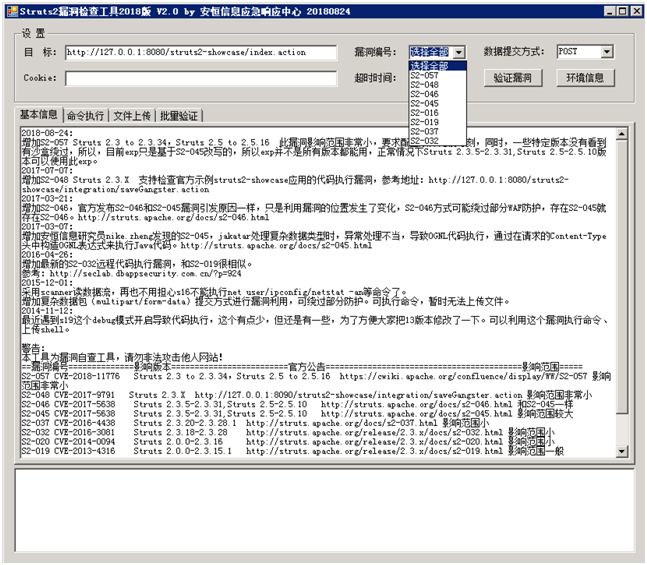 Struts2漏洞检查工具2018版 V2.0 by 安恒信息应急响应中心 20180824
设 置
目 标: http://127.0.0.1:8080/struts2-showcase/index.action 漏洞编号: 选择全部 数据提交方式: POST
选择全部
Cookie: 超时时间: S2-057 验证漏洞 环境信息
S2-048
S2-046
S2-045
S2-016
S2-019
S2-037
S2-032
基本信息 命令执行 文件上传 批量验证
2018-08-24:
增加S2-057 Struts 2.3 to 2.3.34，Struts 2.5 to 2.5.16 此漏洞影响范围非常小，要求配 刻，同时，一些特定版本没有看到
有沙盒绕过，所以，目前exp只是基于S2-045改写的，所以exp并不是所有版本都能用，正常情况下Struts 2.3.5-2.3.31,Struts 2.5-2.5.10版
本可以使用此exp。
2017-07-07:
增加S2-048 Struts 2.3.X 支持检查官方示例struts2-showcase应用的代码执行漏洞，参考地址: http://127.0.0.1:8080/struts2-
showcase/integration/saveGangster.action
2017-03-21:
增加S2-046，官方发布S2-046和S2-045漏洞引发原因一样，只是利用漏洞的位置发生了变化，S2-046方式可能绕过部分WAF防护，存在S2-045就
存在S2-046。http://struts.apache.org/docs/s2-046.html
2017-03-07:
增加安恒信息研究员nike.zheng发现的S2-045，jakatar处理复杂数据类型时，异常处理不当，导致OGNL代码执行，通过在请求的Content-Type
头中构造OGNL表达式来执行Java代码。http://struts.apache.org/docs/s2-045.html
2016-04-26:
增加最新的S2-032远程代码执行漏洞，和S2-019很相似。
参考: http://seclab.dbappsecurity.com.cn/?p=924
2015-12-01:
采用scanner读数据流，再也不用担心s16不能执行net user/ipconfig/netstat -an等命令了。
增加复杂数据包（multipart/form-data）提交方式进行漏洞利用，可绕过部分防护。可执行命令，暂时无法上传文件。
2014-11-12:
最近遇到s19这个debug模式开启导致代码执行，这个有点少，但还是有一些，为了方便大家把13版本修改了一下。可以利用这个漏洞执行命令、
上传shell。
警告:
本工具为漏洞自查工具，请勿非法攻击他人网站!
==漏洞编号==============影响版本=========================官方公告==========================================影响范围=====
S2-057 CVE-2018-11776 Struts 2.3 to 2.3.34，Struts 2.5 to 2.5.16 https://cwiki.apache.org/confluence/display/WW/S2-057 影响
范围非常小
S2-048 CVE-2017-9791 Struts 2.3.X http://127.0.0.1:8090/struts2-showcase/integration/saveGangster.action 影响范围非常小
S2-046 CVE-2017-5638 Struts 2.3.5-2.3.31,Struts 2.5-2.5.10 http://struts.apache.org/docs/s2-046.html 和S2-045一样
S2-045 CVE-2017-5638 Struts 2.3.5-2.3.31,Struts 2.5-2.5.10 http://struts.apache.org/docs/s2-045.html 影响范围较大
S2-037 CVE-2016-4438 Struts 2.3.20-2.3.28.1 http://struts.apache.org/docs/s2-037.html 影响范围小
S2-032 CVE-2016-3081 Struts 2.3.18-2.3.28 http://struts.apache.org/release/2.3.x/docs/s2-032.html 影响范围小
S2-020 CVE-2014-0094 Struts 2.0.0-2.3.16 http://struts.apache.org/release/2.3.x/docs/s2-020.html 影响范围小
S2-019 CVE-2013-4316 Struts 2.0.0-2.3.15.1 http://struts.apache.org/release/2.3.x/docs/s2-019.html 影响范围一般